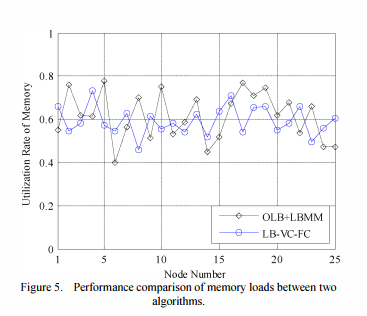 1
0.8
0.6
0.4
0.2
0
Utilization Rate of Memory
1 5 10 15 20 25
Node Number
OLB+LBMM
LB-VC-FC
Figure 5. Performance comparison of memory loads between two
algorithms.